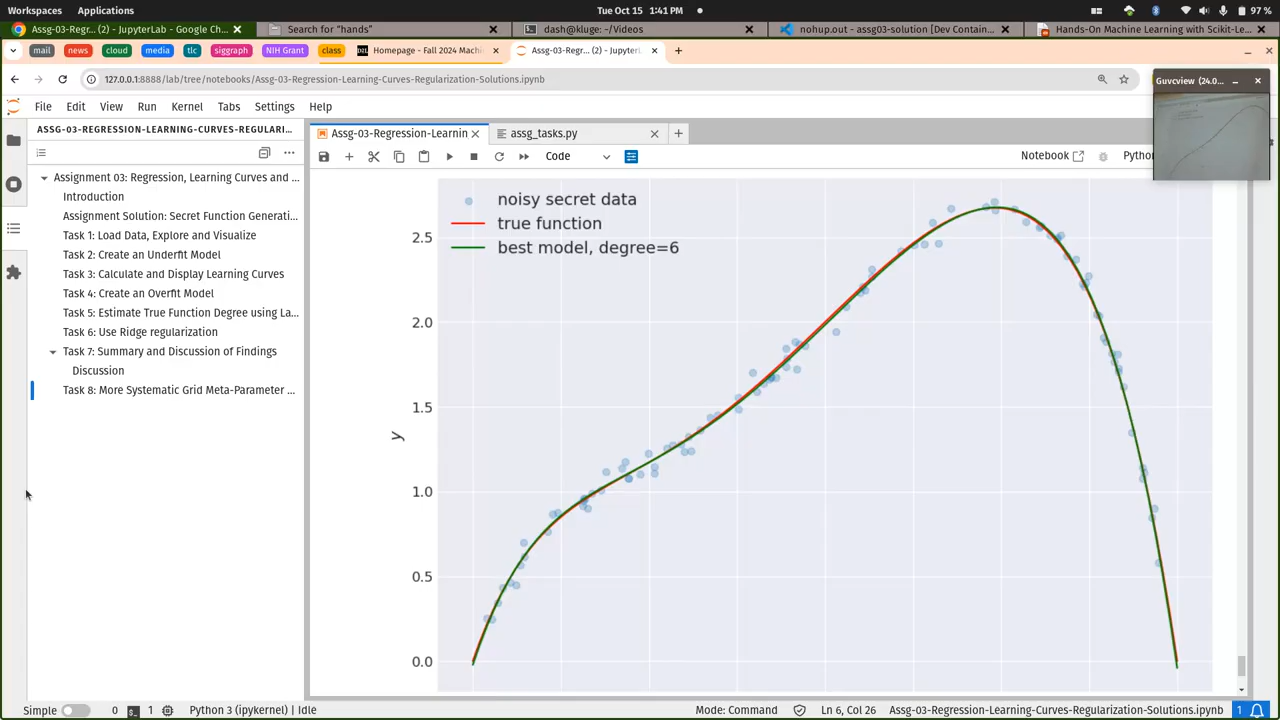 Workspaces Applications Tue Oct 15 1:41 PM 97 %
Assg-03-Regr... (2) - JupyterLab - Google Ch... Search for "hands" dash@kluge: ~/Videos nohup.out - assg03-solution [Dev Contain... Hands-On Machine Learning with Scikit-Le...
mail news cloud media tlc siggraph NIH Grant class Homepage - Fall 2024 Machi Assg-03-Regr... (2) - JupyterL
127.0.0.1:8888/lab/tree/notebooks/Assg-03-Regression-Learning-Curves-Regularization-Solutions.ipynb
Guvcview (24.0...
File Edit View Run Kernel Tabs Settings Help
ASSG-03-REGRESSION-LEARNING-CURVES-REGULARI...
Assg-03-Regression-Learnin assg_tasks.py
Code Notebook Python
Assignment 03: Regression, Learning Curves and ...
Introduction
Assignment Solution: Secret Function Generati...
Task 1: Load Data, Explore and Visualize
Task 2: Create an Underfit Model
Task 3: Calculate and Display Learning Curves
Task 4: Create an Overfit Model
Task 5: Estimate True Function Degree using La...
Task 6: Use Ridge regularization
Task 7: Summary and Discussion of Findings
Discussion
Task 8: More Systematic Grid Meta-Parameter ...
noisy secret data
true function
best model, degree=6
2.5
2.0
1.5
y
1.0
0.5
0.0
Simple 0 1 Python 3 (ipykernel) | Idle Mode: Command Ln 6, Col 26 Assg-03-Regression-Learning-Curves-Regularization-Solutions.ipynb 1